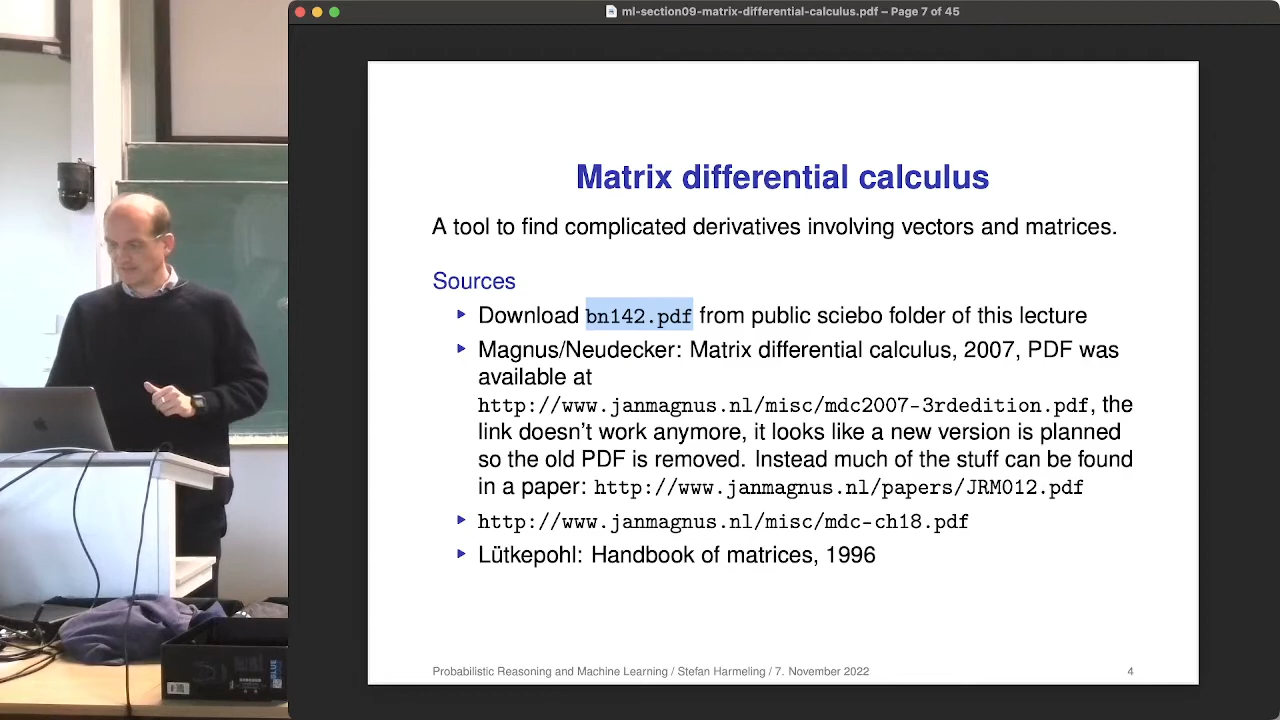 ml-section09-matrix-differential-calculus.pdf – Page 7 of 45
Matrix differential calculus
A tool to find complicated derivatives involving vectors and matrices.
Sources
Download bn142.pdf from public sciebo folder of this lecture
Magnus/Neudecker: Matrix differential calculus, 2007, PDF was
available at
http://www.janmagnus.nl/misc/mdc2007-3rdedition.pdf, the
link doesn't work anymore, it looks like a new version is planned
so the old PDF is removed. Instead much of the stuff can be found
in a paper: http://www.janmagnus.nl/papers/JRM012.pdf
http://www.janmagnus.nl/misc/mdc-ch18.pdf
Lütkepohl: Handbook of matrices, 1996
Probabilistic Reasoning and Machine Learning / Stefan Harmeling / 7. November 2022
4